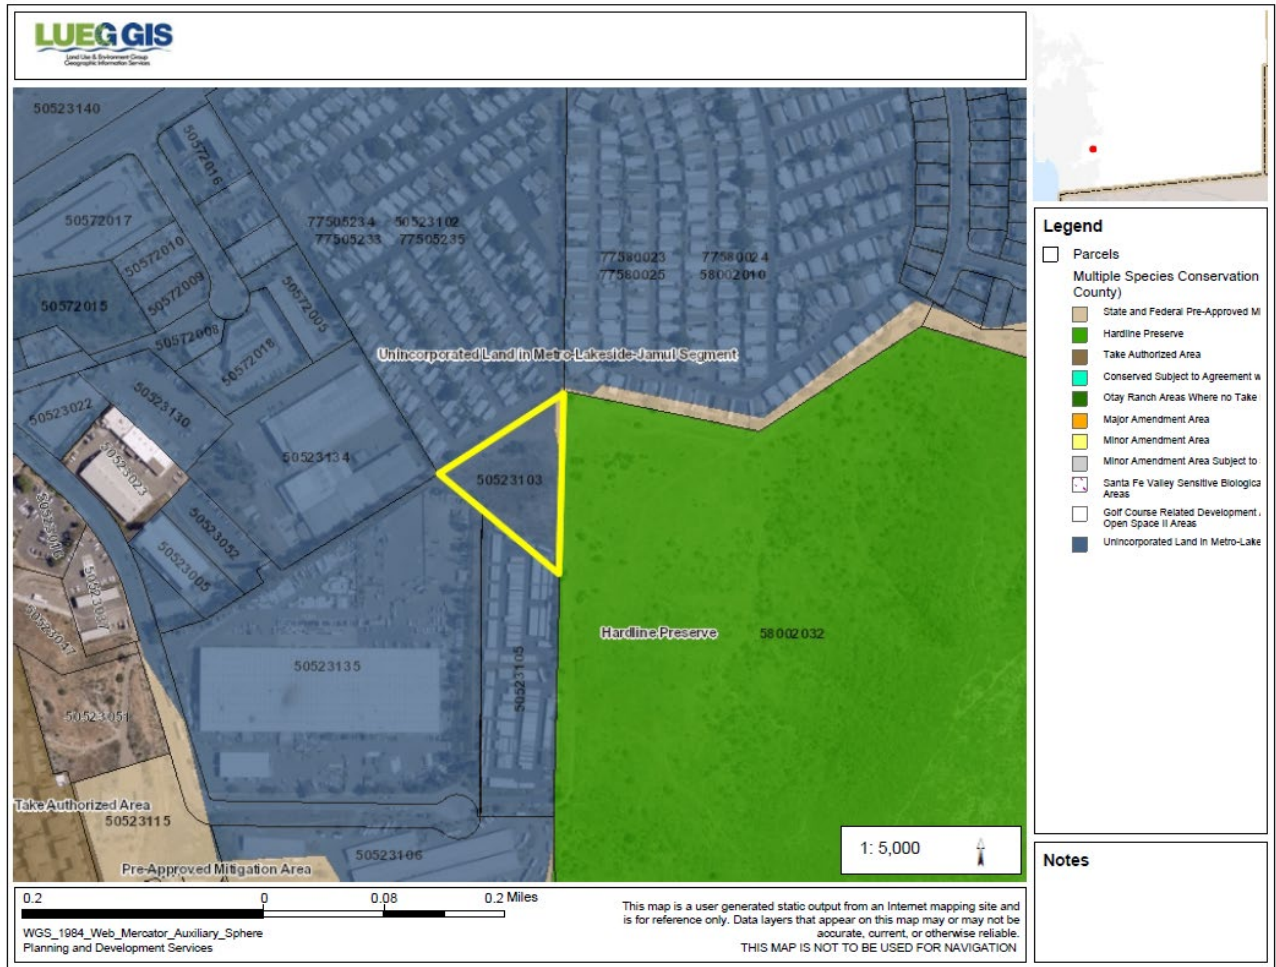 LUEG GIS
Land Use & Environment Group
Geographic Information Services
50523140
50572016
50572017
77505234 50523102
77505233 77505235
50572010
77580023 77580024
77580025 58002010
50572009
50572005
50572015
50572008
50572018
Unincorporated Land in Metro-Lakeside-Jamul Segment
50523022
50523130
50523134
50523103
50523023
50523052
50523005
50523037
50523047
Hardline Preserve 58002032
50523135
50523105
50523051
Take Authorized Area
50523115
50523106
Pre-Approved Mitigation Area
1: 5,000
Legend
Parcels
Multiple Species Conservation
County)
State and Federal Pre-Approved Mi
Hardline Preserve
Take Authorized Area
Conserved Subject to Agreement w
Otay Ranch Areas Where no Take
Major Amendment Area
Minor Amendment Area
Minor Amendment Area Subject to
Santa Fe Valley Sensitive Biologica
Areas
Golf Course Related Development
Open Space II Areas
Unincorporated Land in Metro-Lake
Notes
0.2 0 0.08 0.2 Miles
WGS_1984_Web_Mercator_Auxiliary_Sphere
Planning and Development Services
This map is a user generated static output from an Internet mapping site and
is for reference only. Data layers that appear on this map may or may not be
accurate, current, or otherwise reliable.
THIS MAP IS NOT TO BE USED FOR NAVIGATION